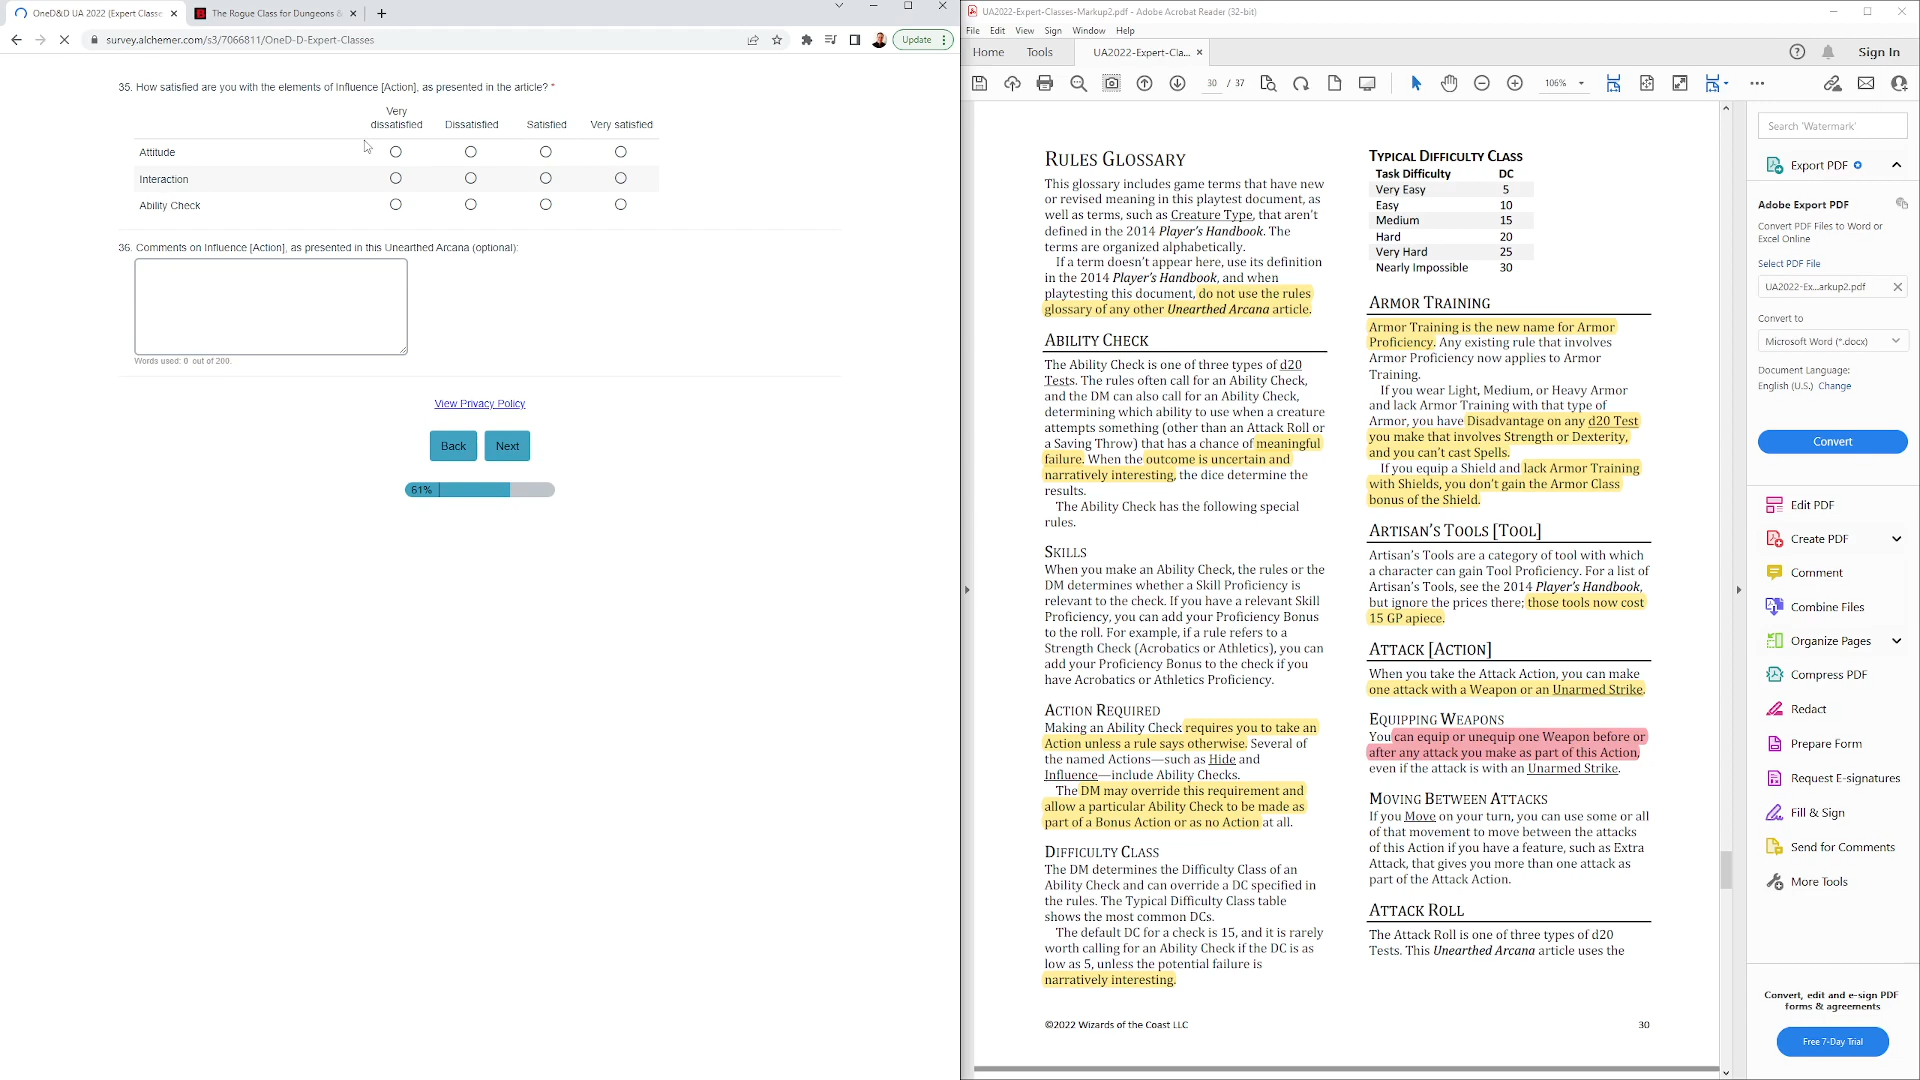 OneD&D UA 2022 (Expert Classe
The Rogue Class for Dungeons &
survey.alchemer.com/s3/7066811/OneD-D-Expert-Classes
Update
35. How satisfied are you with the elements of Influence [Action], as presented in the article? *
Very dissatisfied
Dissatisfied
Satisfied
Very satisfied
Attitude
Interaction
Ability Check
36. Comments on Influence [Action], as presented in this Unearthed Arcana (optional):
Words used: 0 out of 200.
View Privacy Policy
Back
Next
61%
UA2022-Expert-Classes-Markup2.pdf - Adobe Acrobat Reader (32-bit)
File Edit View Sign Window Help
Home Tools UA2022-Expert-Cla... Sign In
30 / 37 106%
RULES GLOSSARY
This glossary includes game terms that have new
or revised meaning in this playtest document, as
well as terms, such as Creature Type, that aren't
defined in the 2014 Player's Handbook. The
terms are organized alphabetically.
If a term doesn't appear here, use its definition
in the 2014 Player's Handbook, and when
playtesting this document, do not use the rules
glossary of any other Unearthed Arcana article.
ABILITY CHECK
The Ability Check is one of three types of d20
Tests. The rules often call for an Ability Check,
and the DM can also call for an Ability Check,
determining which ability to use when a creature
attempts something (other than an Attack Roll or
a Saving Throw) that has a chance of meaningful
failure. When the outcome is uncertain and
narratively interesting, the dice determine the
results.
The Ability Check has the following special
rules.
SKILLS
When you make an Ability Check, the rules or the
DM determines whether a Skill Proficiency is
relevant to the check. If you have a relevant Skill
Proficiency, you can add your Proficiency Bonus
to the roll. For example, if a rule refers to a
Strength Check (Acrobatics or Athletics), you can
add your Proficiency Bonus to the check if you
have Acrobatics or Athletics Proficiency.
ACTION REQUIRED
Making an Ability Check requires you to take an
Action unless a rule says otherwise. Several of
the named Actions—such as Hide and
Influence—include Ability Checks.
The DM may override this requirement and
allow a particular Ability Check to be made as
part of a Bonus Action or as no Action at all.
DIFFICULTY CLASS
The DM determines the Difficulty Class of an
Ability Check and can override a DC specified in
the rules. The Typical Difficulty Class table
shows the most common DCs.
The default DC for a check is 15, and it is rarely
worth calling for an Ability Check if the DC is as
low as 5, unless the potential failure is
narratively interesting.
TYPICAL DIFFICULTY CLASS
Task Difficulty DC
Very Easy 5
Easy 10
Medium 15
Hard 20
Very Hard 25
Nearly Impossible 30
ARMOR TRAINING
Armor Training is the new name for Armor
Proficiency. Any existing rule that involves
Armor Proficiency now applies to Armor
Training.
If you wear Light, Medium, or Heavy Armor
and lack Armor Training with that type of
Armor, you have Disadvantage on any d20 Test
you make that involves Strength or Dexterity,
and you can't cast Spells.
If you equip a Shield and lack Armor Training
with Shields, you don't gain the Armor Class
bonus of the Shield.
ARTISAN'S TOOLS [TOOL]
Artisan's Tools are a category of tool with which
a character can gain Tool Proficiency. For a list of
Artisan's Tools, see the 2014 Player's Handbook,
but ignore the prices there; those tools now cost
15 GP apiece.
ATTACK [ACTION]
When you take the Attack Action, you can make
one attack with a Weapon or an Unarmed Strike.
EQUIPPING WEAPONS
You can equip or unequip one Weapon before or
after any attack you make as part of this Action,
even if the attack is with an Unarmed Strike.
MOVING BETWEEN ATTACKS
If you Move on your turn, you can use some or all
of that movement to move between the attacks
of this Action if you have a feature, such as Extra
Attack, that gives you more than one attack as
part of the Attack Action.
ATTACK ROLL
The Attack Roll is one of three types of d20
Tests. This Unearthed Arcana article uses the
©2022 Wizards of the Coast LLC
30
Search 'Watermark'
Export PDF
Adobe Export PDF
Convert PDF Files to Word or
Excel Online
Select PDF File
UA2022-Ex...arkup2.pdf
Convert to
Microsoft Word (*.docx)
Document Language:
English (U.S.) Change
Convert
Edit PDF
Create PDF
Comment
Combine Files
Organize Pages
Compress PDF
Redact
Prepare Form
Request E-signatures
Fill & Sign
Send for Comments
More Tools
Convert, edit and e-sign PDF
forms & agreements
Free 7-Day Trial